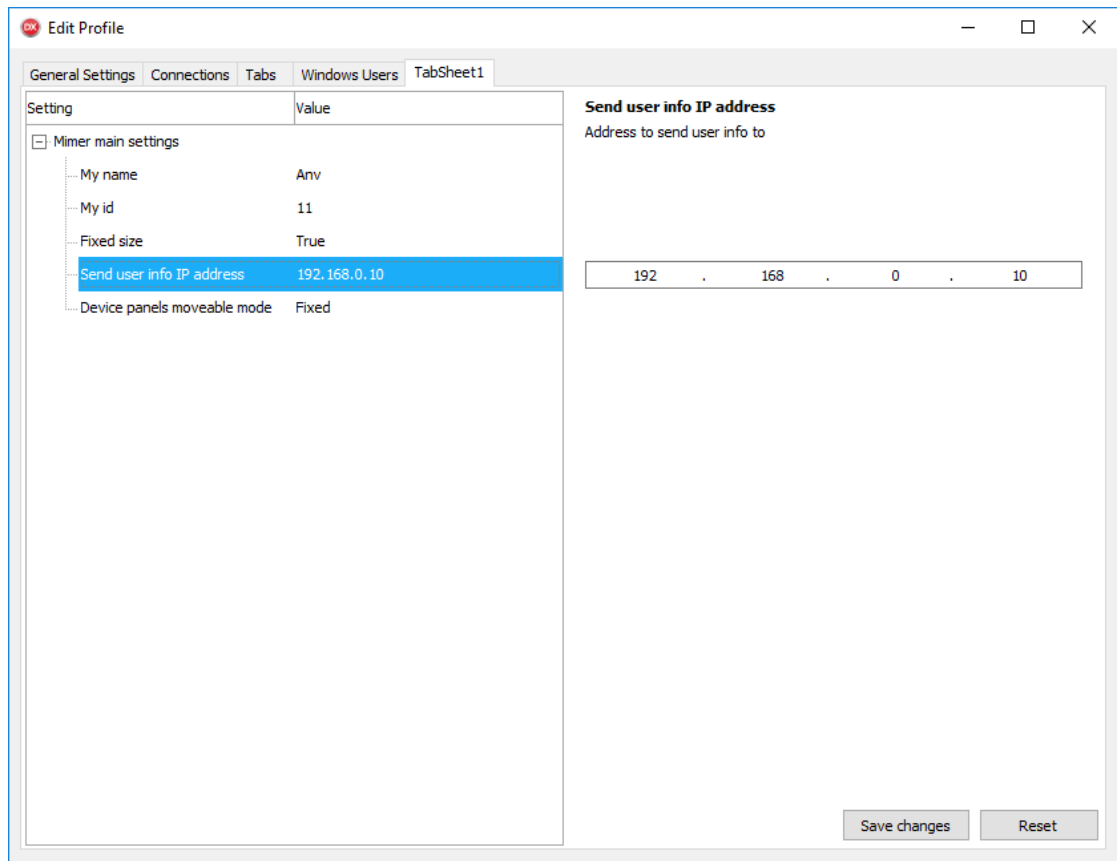 DX Edit Profile
General Settings Connections Tabs Windows Users TabSheet1
Setting Value
Mimer main settings
My name Anv
My id 11
Fixed size True
Send user info IP address 192.168.0.10
Device panels moveable mode Fixed
Send user info IP address
Address to send user info to
192 . 168 . 0 . 10
Save changes Reset